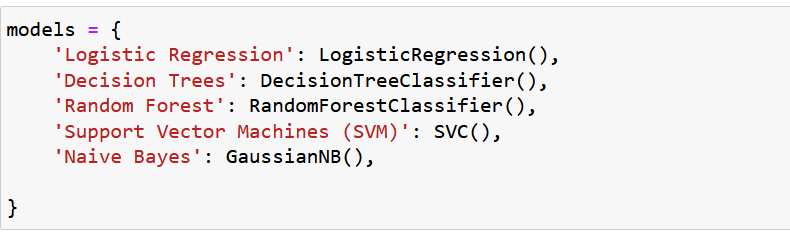 models = {
    'Logistic Regression': LogisticRegression(),
    'Decision Trees': DecisionTreeClassifier(),
    'Random Forest': RandomForestClassifier(),
    'Support Vector Machines (SVM)': SVC(),
    'Naive Bayes': GaussianNB(),
}